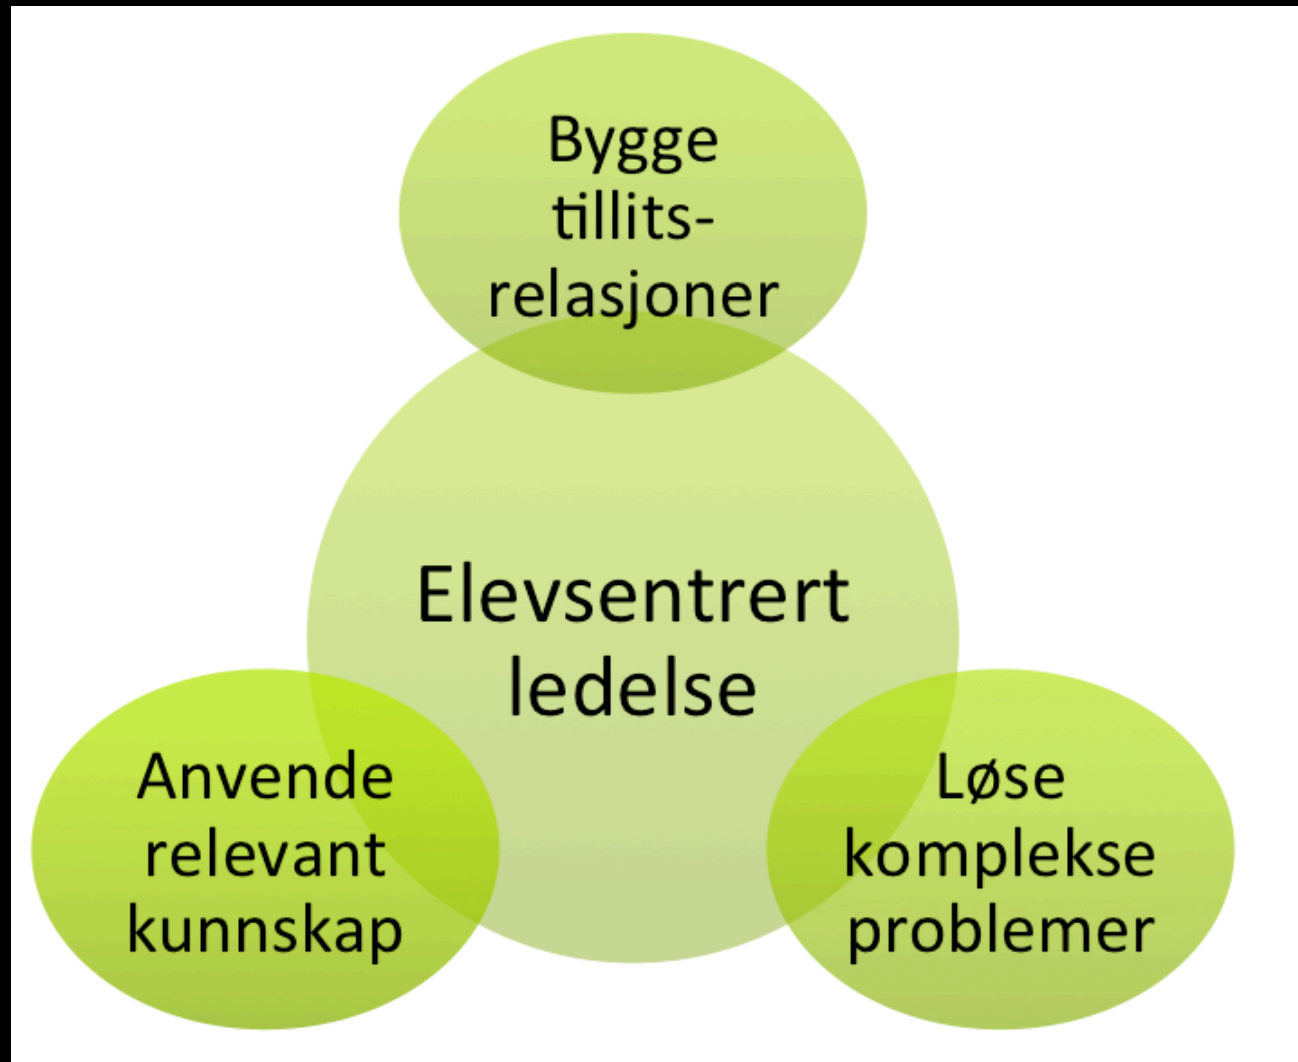 Bygge
tillits-
relasjoner
Elevsentrert
ledelse
Anvende
relevant
kunnskap
Løse
komplekse
problemer